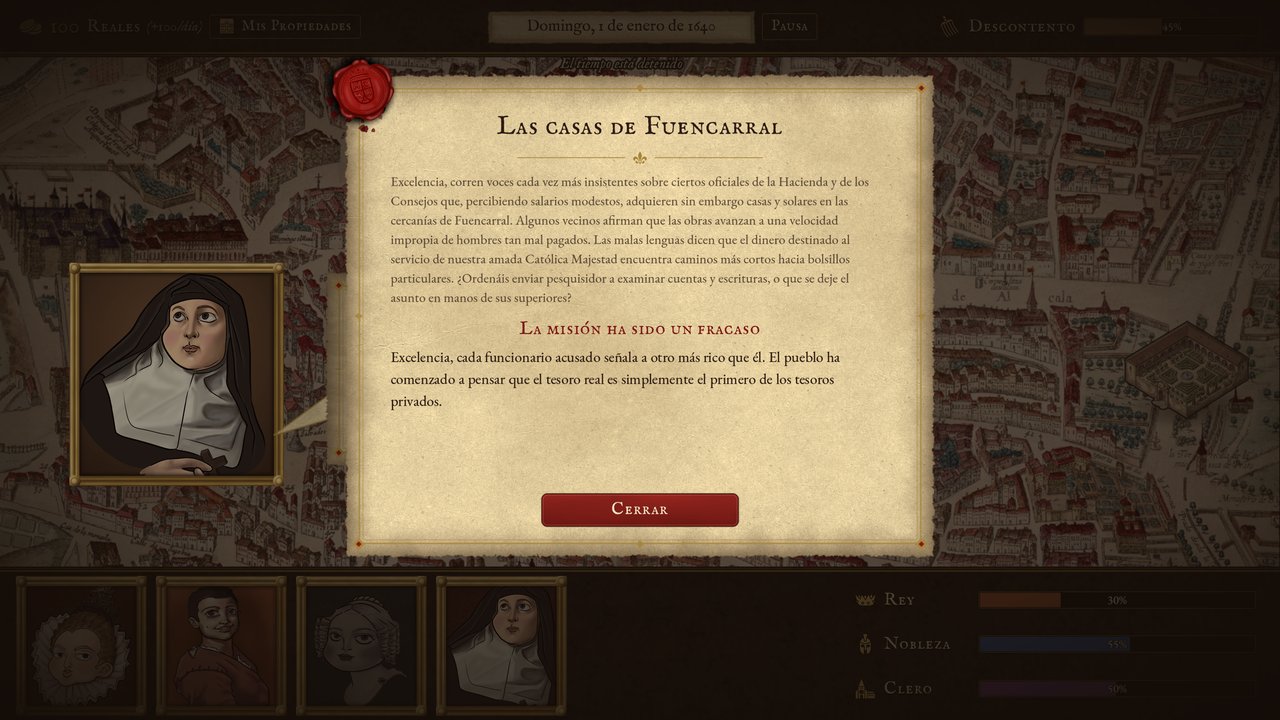 100 Reales (+100/día)
Mis Propiedades
Domingo, 1 de enero de 1640
Pausa
Descontento
45%
El tiempo está detenido
Las casas de Fuencarral
Excelencia, corren voces cada vez más insistentes sobre ciertos oficiales de la Hacienda y de los
Consejos que, percibiendo salarios modestos, adquieren sin embargo casas y solares en las
cercanías de Fuencarral. Algunos vecinos afirman que las obras avanzan a una velocidad
impropia de hombres tan mal pagados. Las malas lenguas dicen que el dinero destinado al
servicio de nuestra amada Católica Majestad encuentra caminos más cortos hacia bolsillos
particulares. ¿Ordenáis enviar pesquisidor a examinar cuentas y escrituras, o que se deje el
asunto en manos de sus superiores?
La misión ha sido un fracaso
Excelencia, cada funcionario acusado señala a otro más rico que él. El pueblo ha
comenzado a pensar que el tesoro real es simplemente el primero de los tesoros
privados.
Cerrar
de Al cala
Rey
30%
Nobleza
55%
Clero
50%